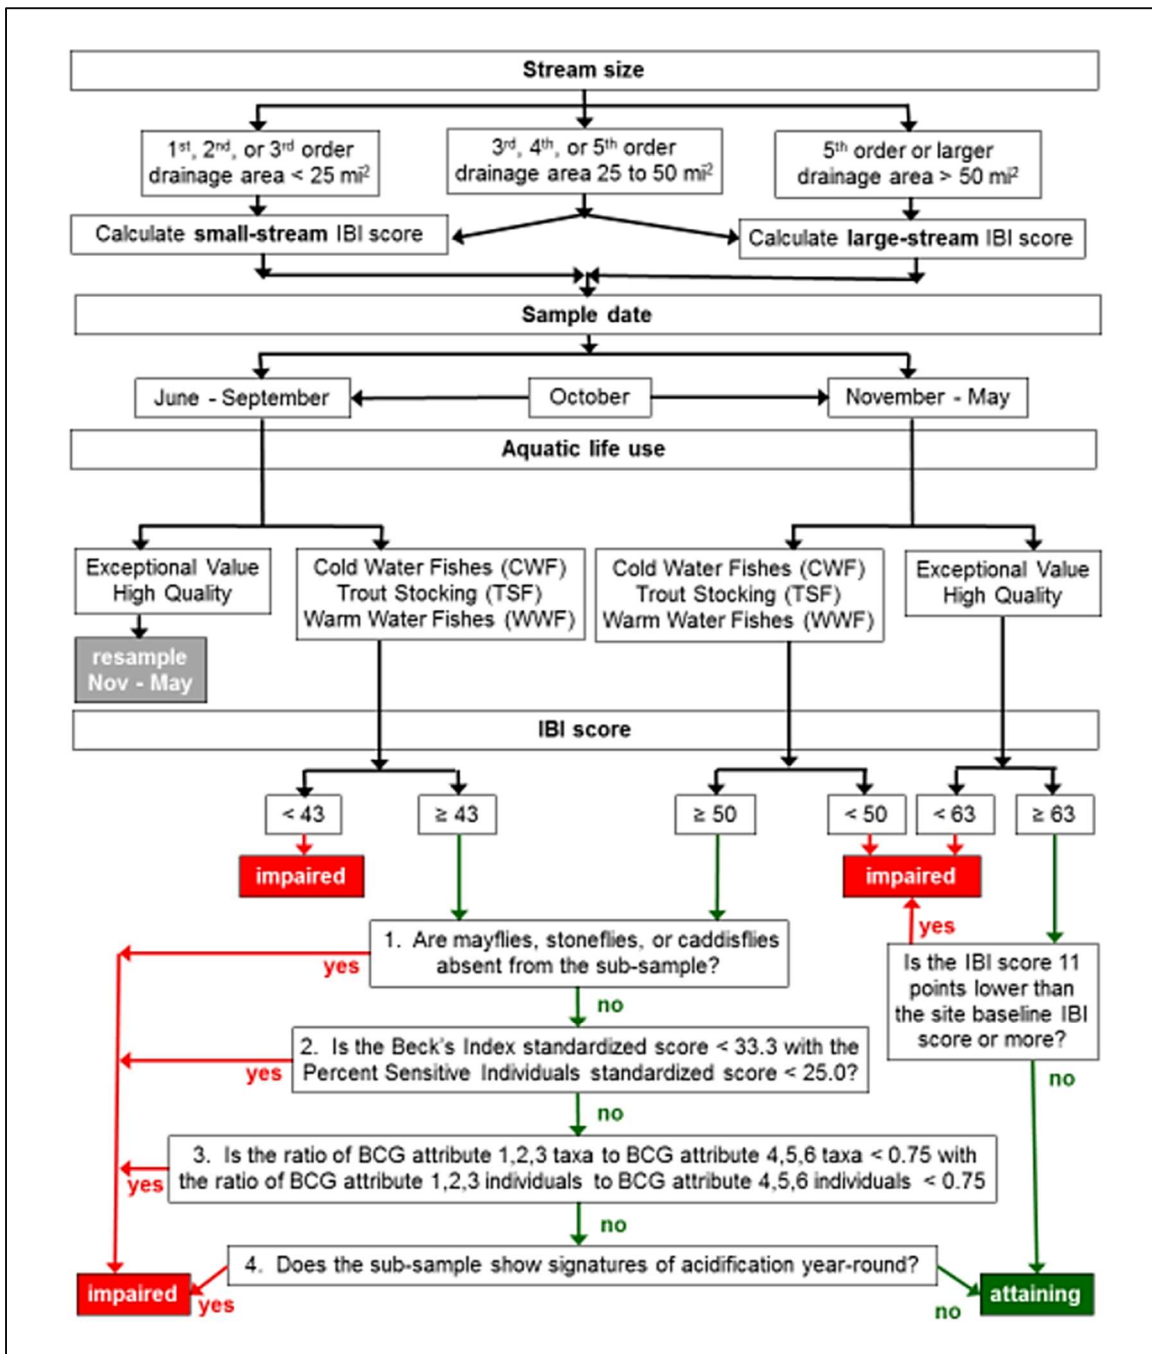 Stream size
1st, 2nd, or 3rd order
drainage area < 25 mi²
3rd, 4th, or 5th order
drainage area 25 to 50 mi²
5th order or larger
drainage area > 50 mi²
Calculate small-stream IBI score
Calculate large-stream IBI score
Sample date
June - September
October
November - May
Aquatic life use
Exceptional Value
High Quality
Cold Water Fishes (CWF)
Trout Stocking (TSF)
Warm Water Fishes (WWF)
Cold Water Fishes (CWF)
Trout Stocking (TSF)
Warm Water Fishes (WWF)
Exceptional Value
High Quality
resample
Nov - May
IBI score
< 43
≥ 43
≥ 50
< 50
< 63
≥ 63
impaired
impaired
yes
1. Are mayflies, stoneflies, or caddisflies
absent from the sub-sample?
yes
no
Is the IBI score 11
points lower than
the site baseline IBI
score or more?
no
2. Is the Beck's Index standardized score < 33.3 with the
Percent Sensitive Individuals standardized score < 25.0?
yes
no
3. Is the ratio of BCG attribute 1,2,3 taxa to BCG attribute 4,5,6 taxa < 0.75 with
the ratio of BCG attribute 1,2,3 individuals to BCG attribute 4,5,6 individuals < 0.75
yes
no
4. Does the sub-sample show signatures of acidification year-round?
impaired
yes
no
attaining